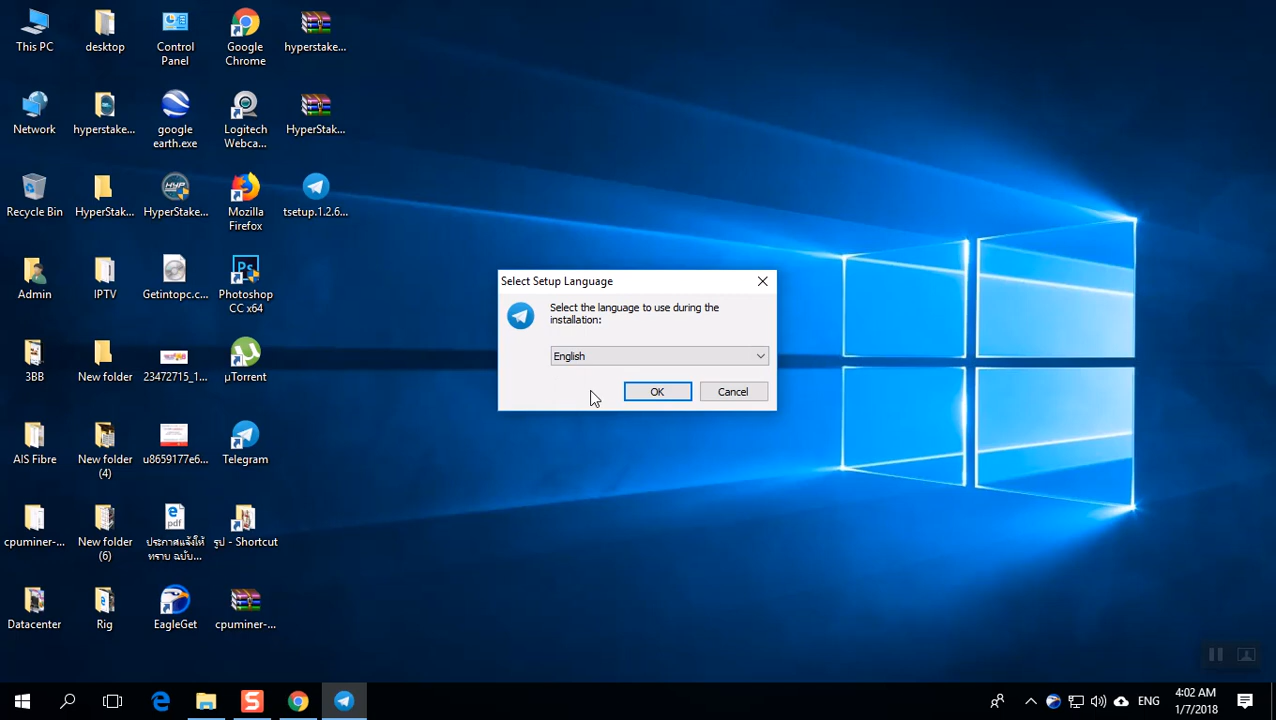 This PC
desktop
Control
Panel
Google
Chrome
hyperstake...
Network
hyperstake...
google
earth.exe
Logitech
Webca...
HyperStak...
Recycle Bin
HyperStak...
HyperStake...
Mozilla
Firefox
tsetup.1.2.6...
Admin
IPTV
Getintopc.c...
Photoshop
CC x64
3BB
New folder
23472715_1...
µTorrent
AIS Fibre
New folder
(4)
u8659177e6...
Telegram
cpuminer-...
New folder
(6)
ประกาศแจ้งให้
ทราย ฉบับ...
รูป - Shortcut
Datacenter
Rig
EagleGet
cpuminer-...
Select Setup Language
Select the language to use during the
installation:
English
OK
Cancel
ENG
4:02 AM
1/7/2018